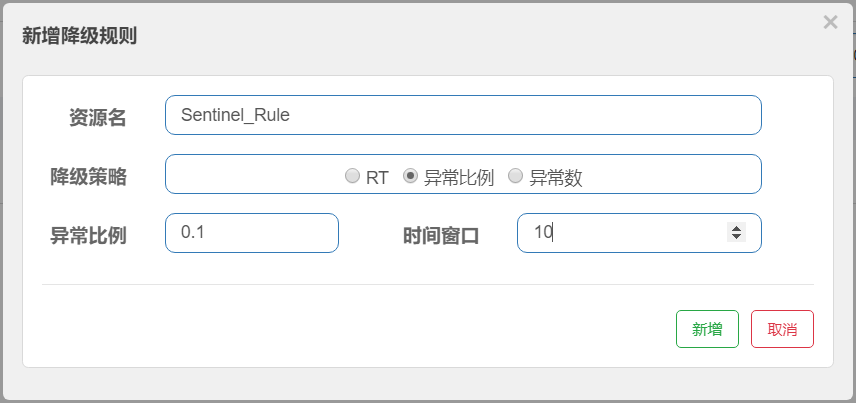 新增降级规则
×
资源名 Sentinel_Rule
降级策略 RT 异常比例 异常数
异常比例 0.1 时间窗口 10
新增 取消